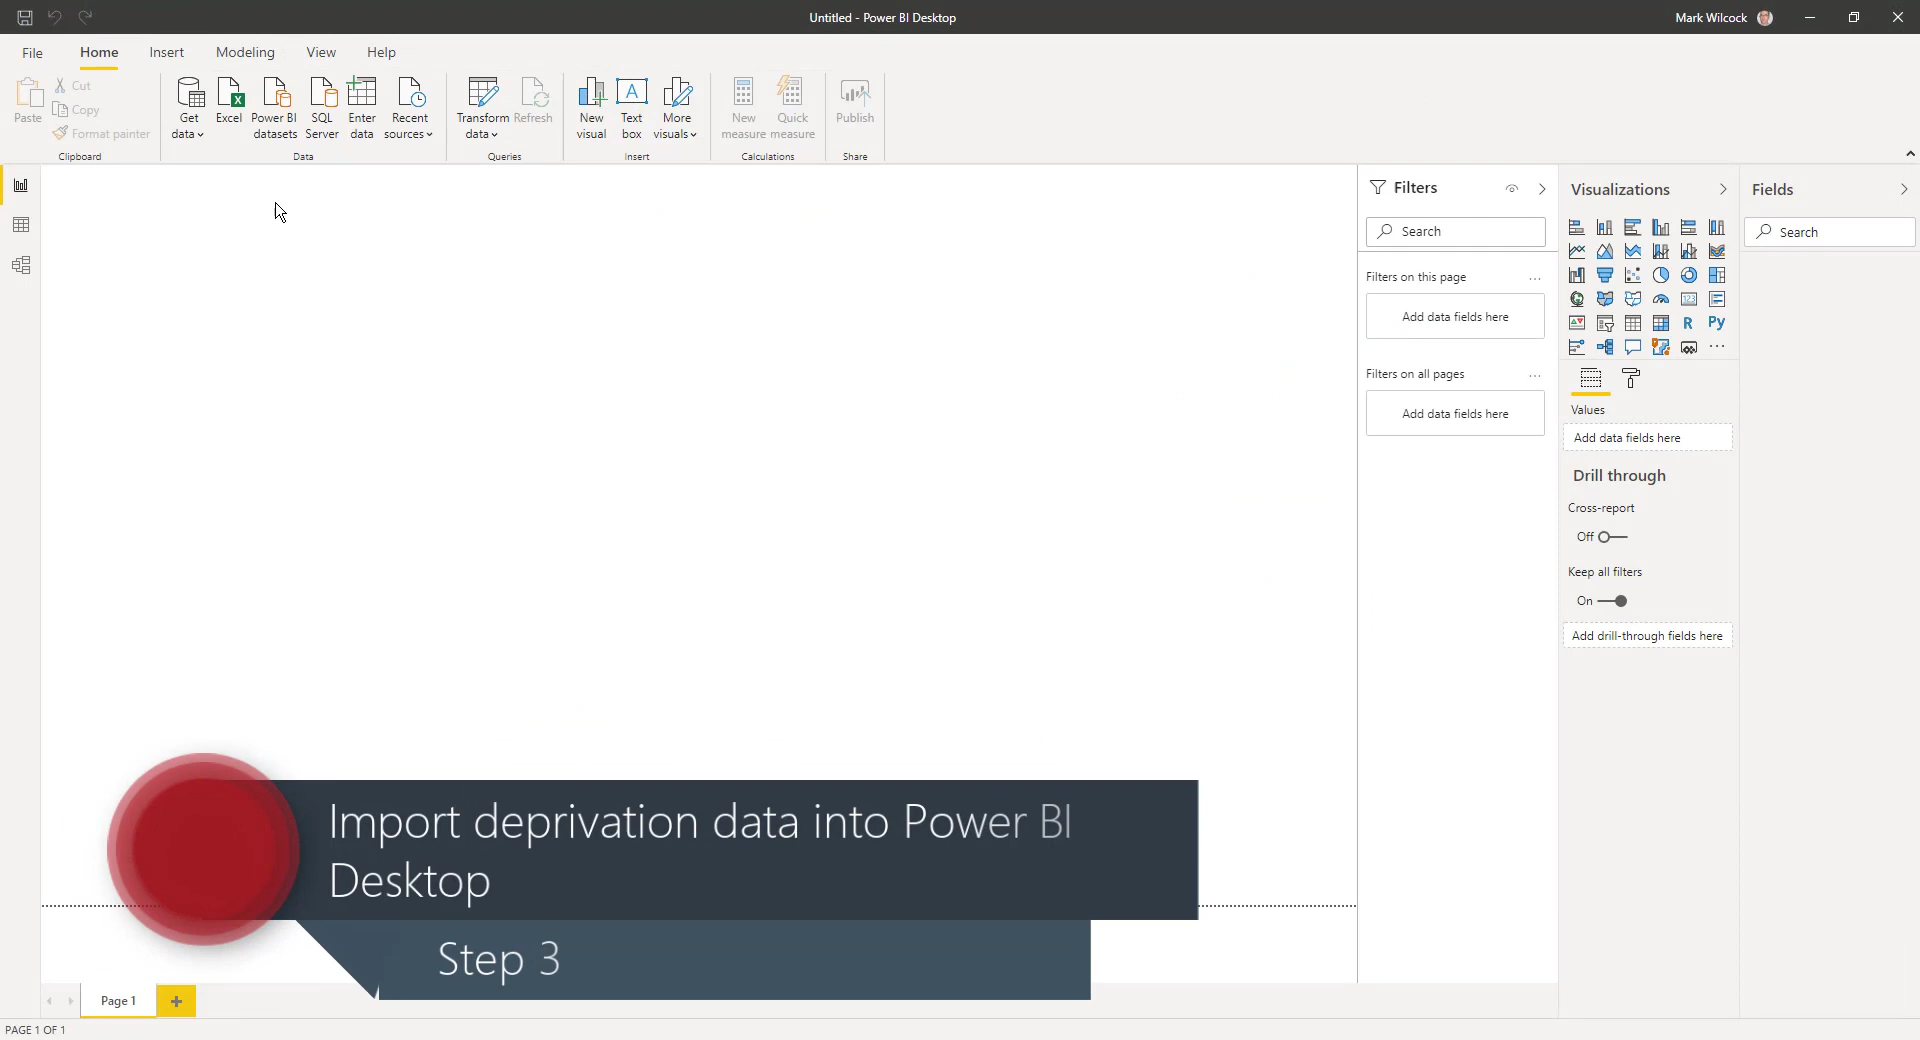 Untitled - Power BI Desktop
Mark Wilcock
File Home Insert Modeling View Help
Paste
Cut
Copy
Format painter
Clipboard
Get data
Excel
Power BI datasets
SQL Server
Enter data
Recent sources
Data
Transform data
Refresh
Queries
New visual
Text box
More visuals
Insert
New measure
Quick measure
Calculations
Publish
Share
Filters
Search
Filters on this page
Add data fields here
Filters on all pages
Add data fields here
Visualizations
R
Py
123
Values
Add data fields here
Drill through
Cross-report
Off
Keep all filters
On
Add drill-through fields here
Fields
Search
Import deprivation data into Power BI
Desktop
Step 3
Page 1
PAGE 1 OF 1